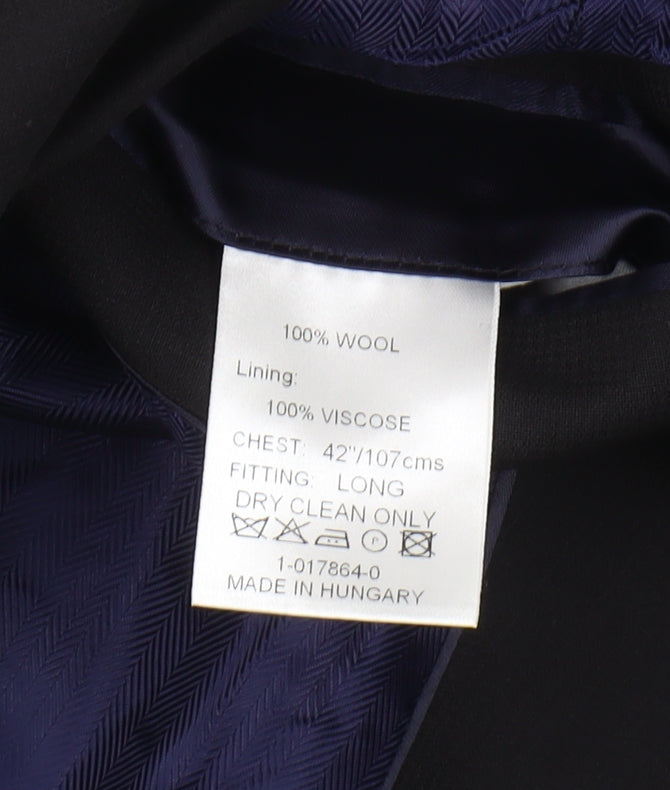 100% WOOL
Lining:
100% VISCOSE
CHEST: 42"/107cms
FITTING: LONG
DRY CLEAN ONLY
P
1-017864-0
MADE IN HUNGARY